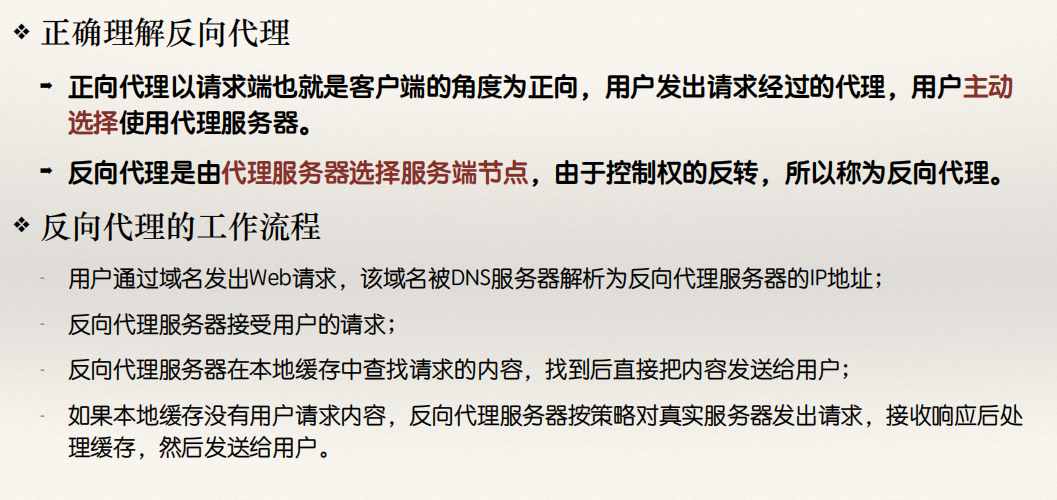 ❖ 正确理解反向代理
➡ 正向代理以请求端也就是客户端的角度为正向，用户发出请求经过的代理，用户主动
选择使用代理服务器。
➡ 反向代理是由代理服务器选择服务端节点，由于控制权的反转，所以称为反向代理。
❖ 反向代理的工作流程
- 用户通过域名发出Web请求，该域名被DNS服务器解析为反向代理服务器的IP地址；
- 反向代理服务器接受用户的请求；
- 反向代理服务器在本地缓存中查找请求的内容，找到后直接把内容发送给用户；
- 如果本地缓存没有用户请求内容，反向代理服务器按策略对真实服务器发出请求，接收响应后处
理缓存，然后发送给用户。